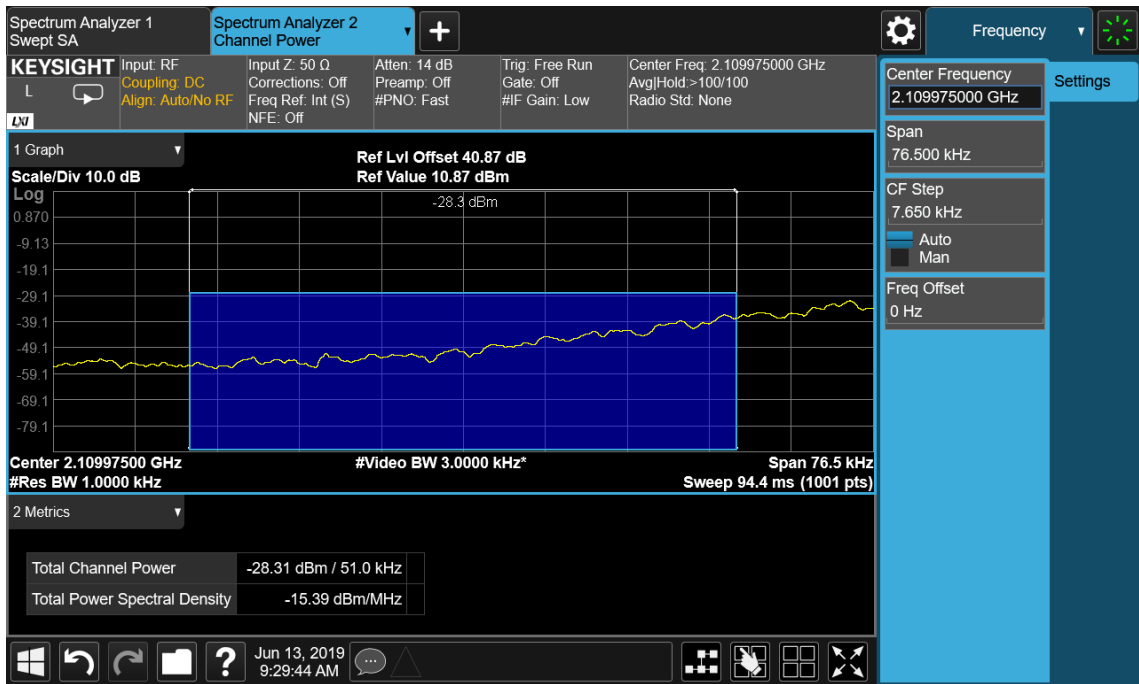 Spectrum Analyzer 1
Swept SA
Spectrum Analyzer 2
Channel Power
Frequency
KEYSIGHT
L
LXI
Input: RF
Coupling: DC
Align: Auto/No RF
Input Z: 50 Ω
Corrections: Off
Freq Ref: Int (S)
NFE: Off
Atten: 14 dB
Preamp: Off
#PNO: Fast
Trig: Free Run
Gate: Off
#IF Gain: Low
Center Freq: 2.109975000 GHz
Avg|Hold:>100/100
Radio Std: None
Center Frequency
2.109975000 GHz
Settings
Span
76.500 kHz
CF Step
7.650 kHz
Auto
Man
Freq Offset
0 Hz
1 Graph
Scale/Div 10.0 dB
Ref Lvl Offset 40.87 dB
Ref Value 10.87 dBm
Log
-28.3 dBm
0.870
-9.13
-19.1
-29.1
-39.1
-49.1
-59.1
-69.1
-79.1
Center 2.10997500 GHz
#Video BW 3.0000 kHz*
Span 76.5 kHz
#Res BW 1.0000 kHz
Sweep 94.4 ms (1001 pts)
2 Metrics
Total Channel Power
-28.31 dBm / 51.0 kHz
Total Power Spectral Density
-15.39 dBm/MHz
?
Jun 13, 2019
9:29:44 AM